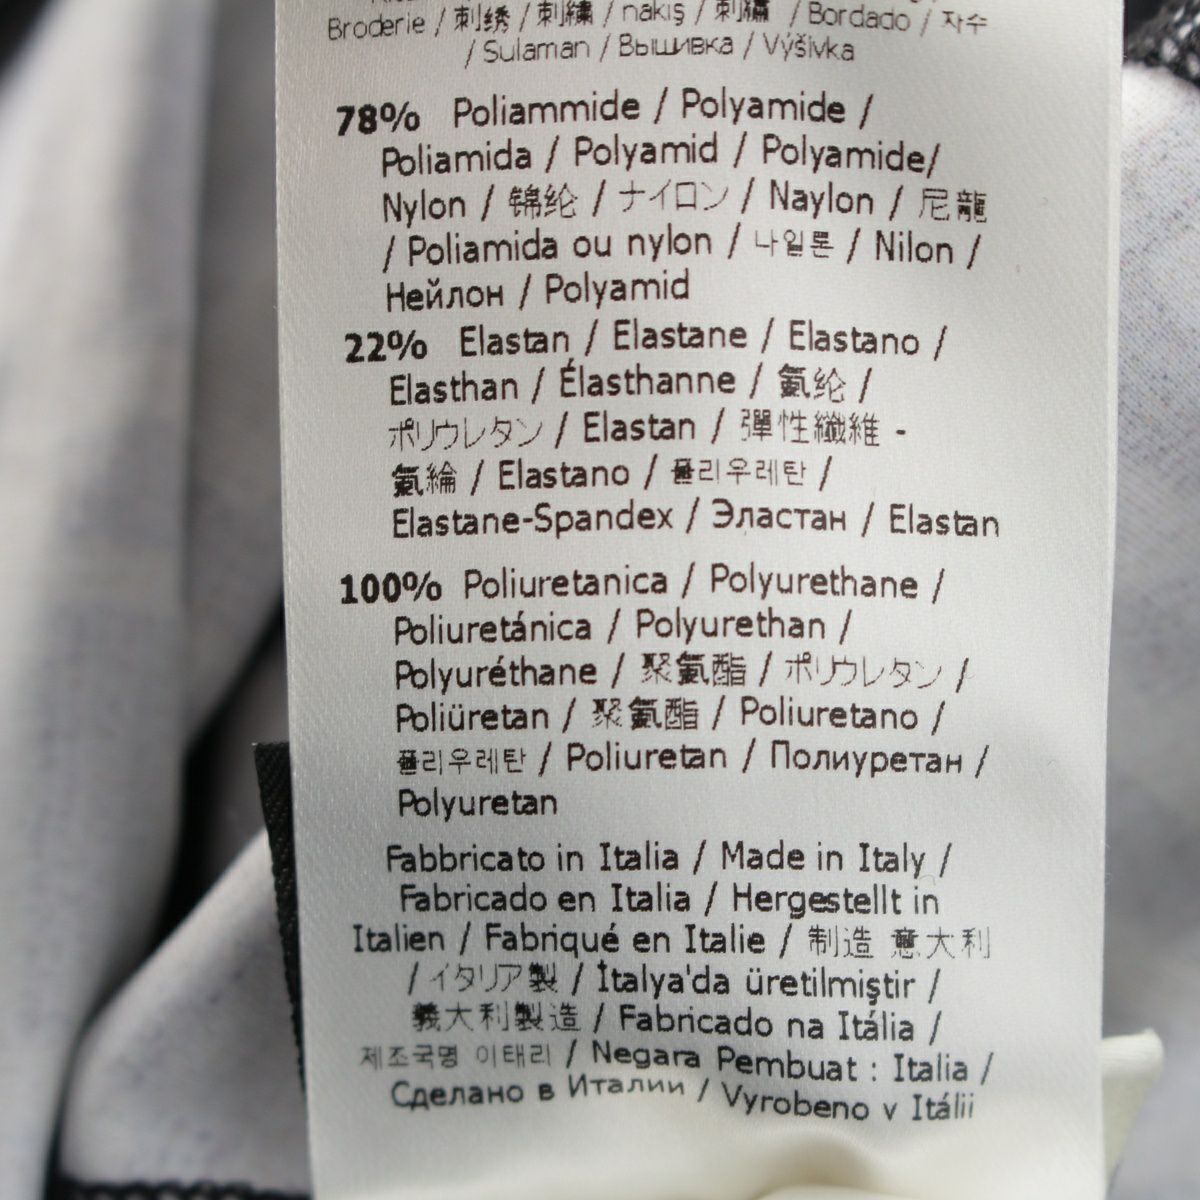 Broderie / 刺绣 / 刺繍 / nakış / 刺繡 / Bordado / 자수
/ Sulaman / Вышивка / Výšivka
78% Poliammide / Polyamide /
Poliamida / Polyamid / Polyamide/
Nylon / 锦纶 / ナイロン / Naylon / 尼龍
/ Poliamida ou nylon / 나일론 / Nilon /
Нейлон / Polyamid
22% Elastan / Elastane / Elastano /
Elasthan / Élasthanne / 氨纶 /
ポリウレタン / Elastan / 彈性纖維 -
氨綸 / Elastano / 폴리우레탄 /
Elastane-Spandex / Эластан / Elastan
100% Poliuretanica / Polyurethane /
Poliuretánica / Polyurethan /
Polyuréthane / 聚氨酯 / ポリウレタン /
Poliüretan / 聚氨酯 / Poliuretano /
폴리우레탄 / Poliuretan / Полиуретан /
Polyuretan
Fabbricato in Italia / Made in Italy /
Fabricado en Italia / Hergestellt in
Italien / Fabriqué en Italie / 制造 意大利
/ イタリア製 / İtalya'da üretilmiştir /
義大利製造 / Fabricado na Itália /
제조국명 이태리 / Negara Pembuat : Italia /
Сделано в Италии / Vyrobeno v Itálii